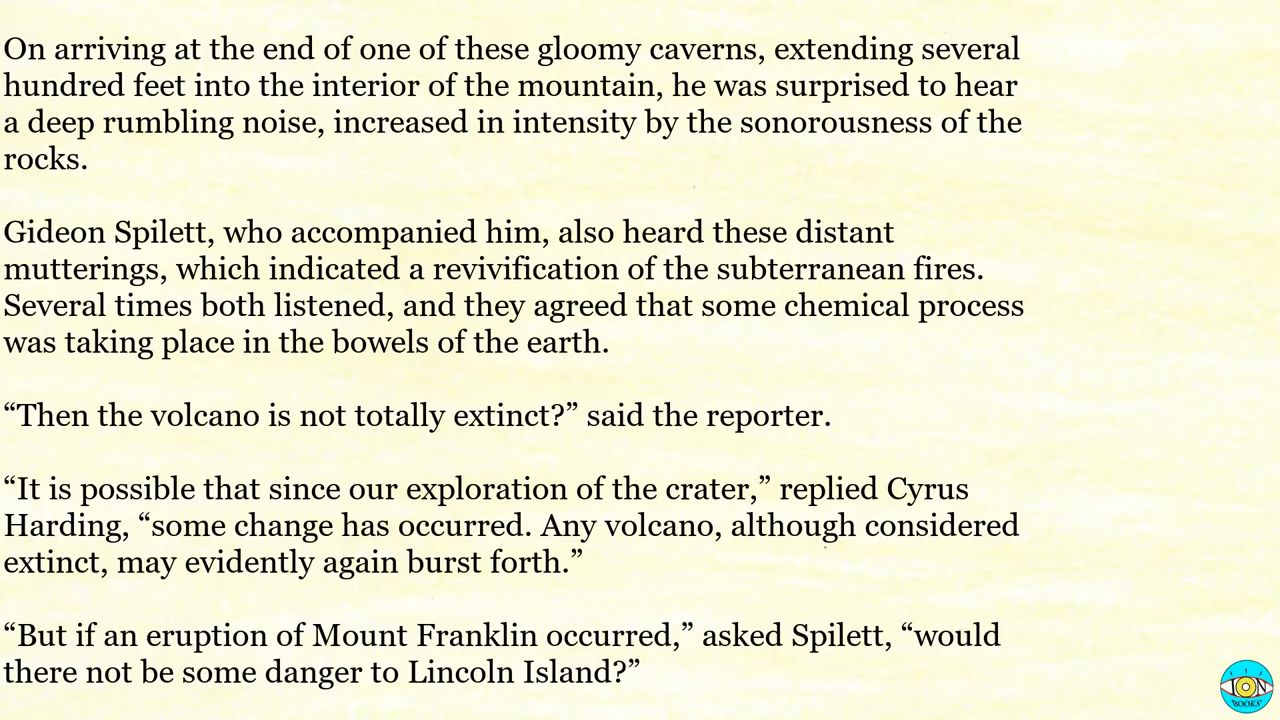 On arriving at the end of one of these gloomy caverns, extending several
hundred feet into the interior of the mountain, he was surprised to hear
a deep rumbling noise, increased in intensity by the sonorousness of the
rocks.
Gideon Spilett, who accompanied him, also heard these distant
mutterings, which indicated a revivification of the subterranean fires.
Several times both listened, and they agreed that some chemical process
was taking place in the bowels of the earth.
“Then the volcano is not totally extinct?” said the reporter.
“It is possible that since our exploration of the crater,” replied Cyrus
Harding, “some change has occurred. Any volcano, although considered
extinct, may evidently again burst forth.”
“But if an eruption of Mount Franklin occurred,” asked Spilett, “would
there not be some danger to Lincoln Island?”
ION
BOOKS